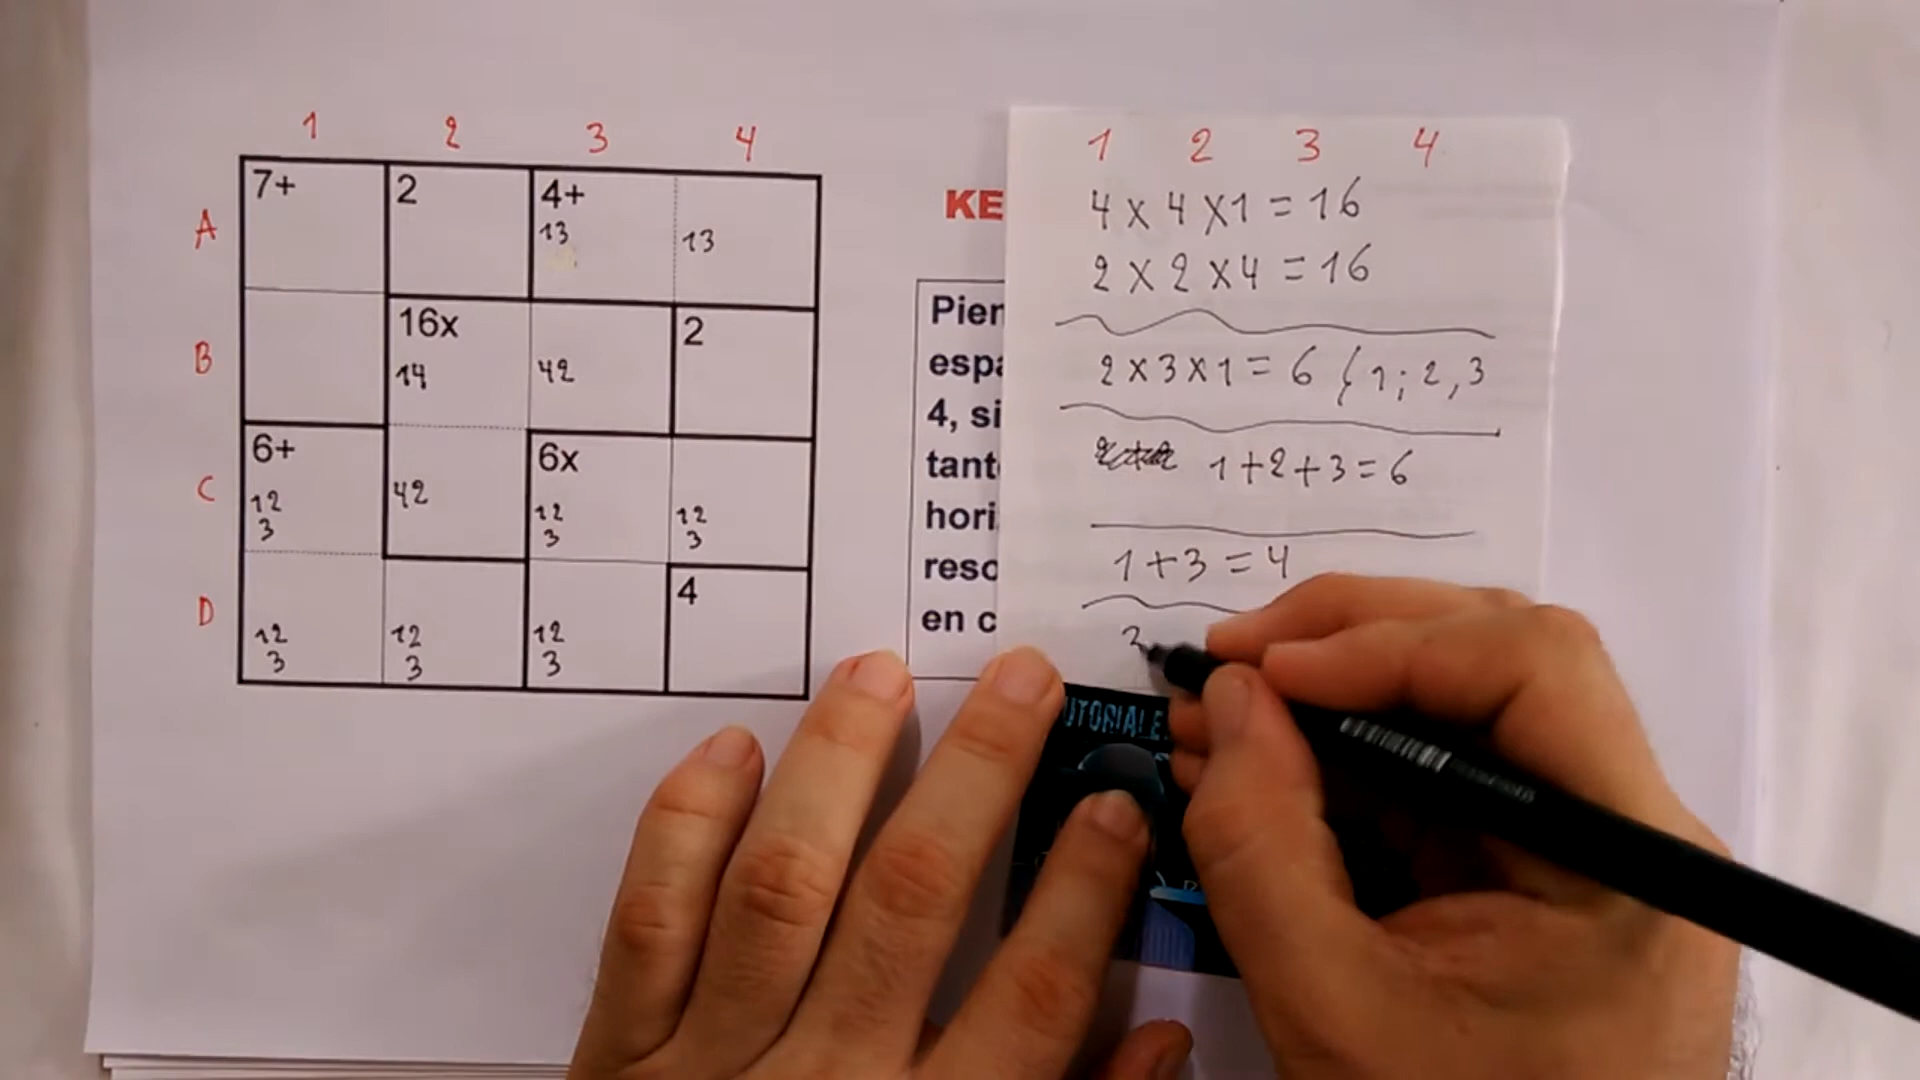 1 2 3 4
A 7+ 2 4+
13 13
B 16x 2
14 42
C 6+ 6x
12 42 12 12
3 3 3
D 4
12 12 12
3 3 3
KE
Pien
espa
4, si
tant
hori
reso
en c
1 2 3 4
4 x 4 x 1 = 16
2 x 2 x 4 = 16
2 x 3 x 1 = 6 ( 1 ; 2 , 3
1 + 2 + 3 = 6
1 + 3 = 4
3
UTORIALE